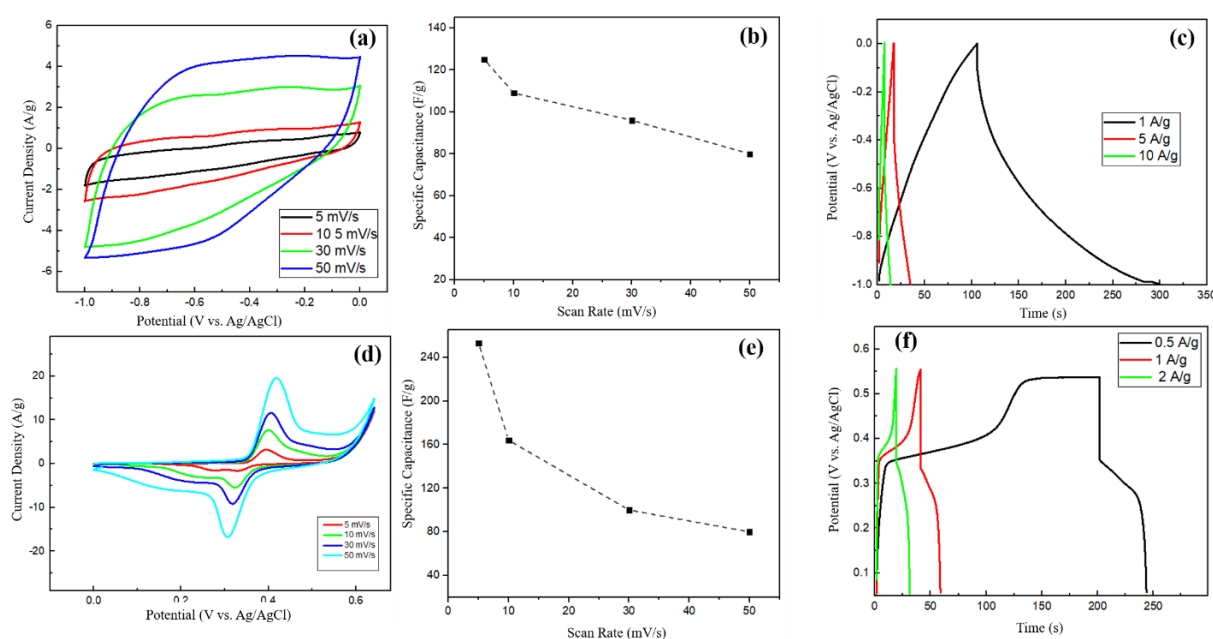 (a)
Current Density (A/g)
6
4
2
0
-2
-4
-6
5 mV/s
10 5 mV/s
30 mV/s
50 mV/s
-1.0 -0.8 -0.6 -0.4 -0.2 0.0
Potential (V vs. Ag/AgCl)
(b)
Specific Capacitance (F/g)
140
120
100
80
60
40
20
0 10 20 30 40 50
Scan Rate (mV/s)
(c)
Potential (V vs. Ag/AgCl)
0.0
-0.2
-0.4
-0.6
-0.8
-1.0
1 A/g
5 A/g
10 A/g
0 50 100 150 200 250 300 350
Time (s)
(d)
Current Density (A/g)
20
10
0
-10
-20
5 mV/s
10 mV/s
30 mV/s
50 mV/s
0.0 0.2 0.4 0.6
Potential (V vs. Ag/AgCl)
(e)
Specific Capacitance (F/g)
240
200
160
120
80
40
0 10 20 30 40 50
Scan Rate (mV/s)
(f)
Potential (V vs. Ag/AgCl)
0.6
0.5
0.4
0.3
0.2
0.1
0.5 A/g
1 A/g
2 A/g
0 50 100 150 200 250
Time (s)